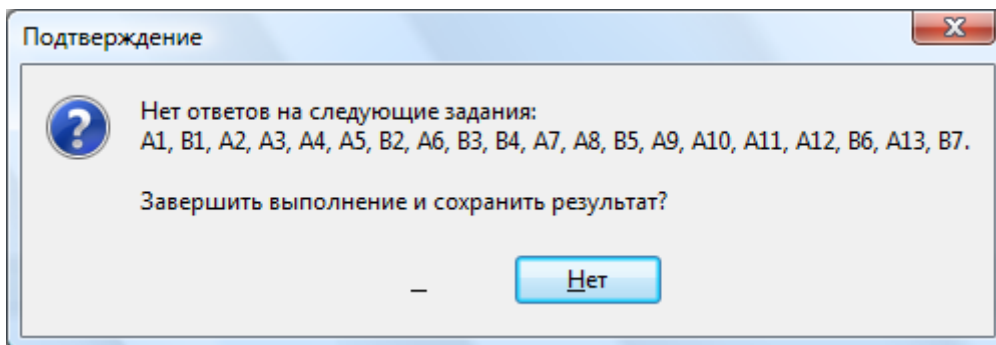 Подтверждение
Нет ответов на следующие задания:
A1, B1, A2, A3, A4, A5, B2, A6, B3, B4, A7, A8, B5, A9, A10, A11, A12, B6, A13, B7.
Завершить выполнение и сохранить результат?
Нет